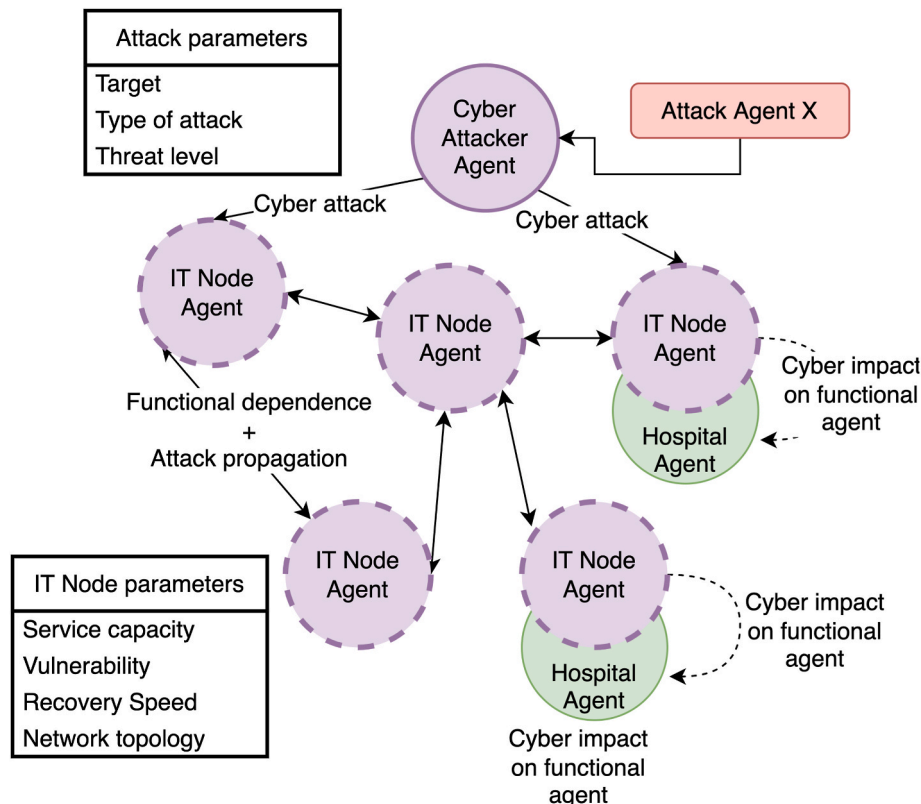 Attack parameters
Target
Type of attack
Threat level
Cyber
Attacker
Agent
Attack Agent X
Cyber attack
Cyber attack
IT Node
Agent
IT Node
Agent
IT Node
Agent
Cyber impact
on functional
agent
Hospital
Agent
Functional dependence
+
Attack propagation
IT Node
Agent
IT Node
Agent
Hospital
Agent
Cyber impact
on functional
agent
Cyber impact
on functional
agent
IT Node parameters
Service capacity
Vulnerability
Recovery Speed
Network topology